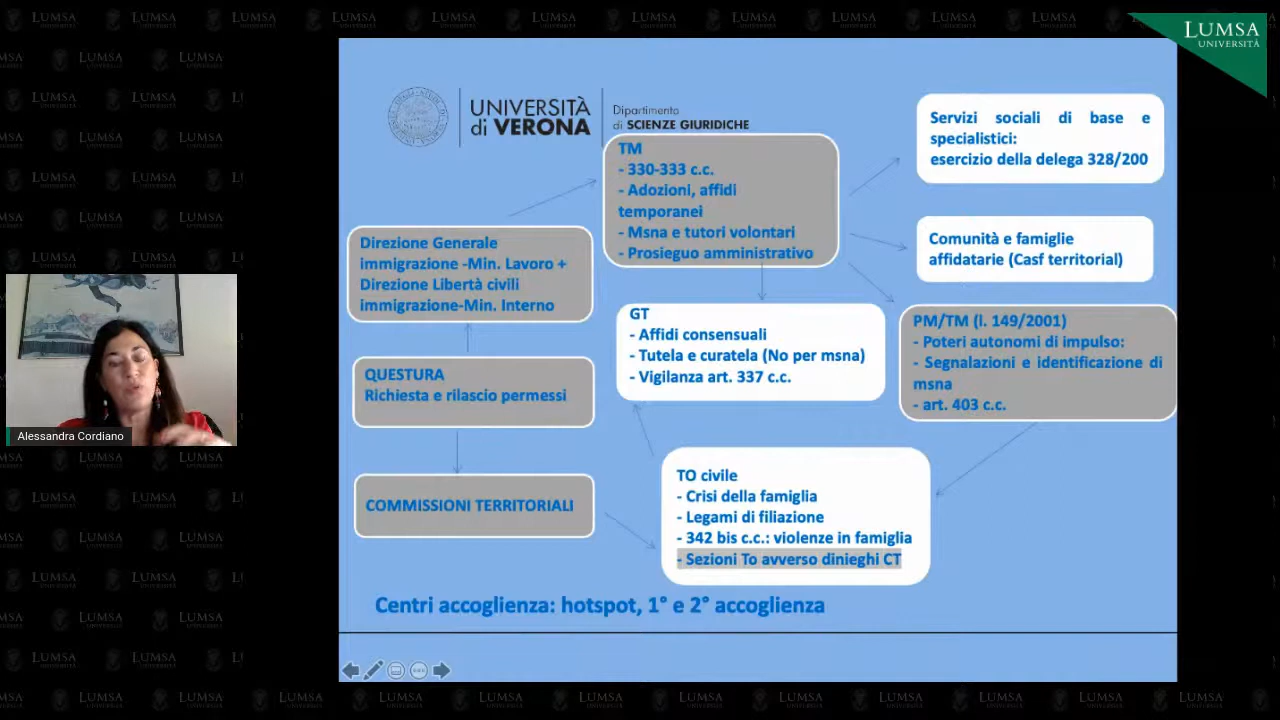 LUMSA
UNIVERSITÀ
UNIVERSITÀ
di VERONA
Dipartimento
di SCIENZE GIURIDICHE
TM
- 330-333 c.c.
- Adozioni, affidi
temporanei
- Msna e tutori volontari
- Prosieguo amministrativo
Servizi sociali di base e
specialistici:
esercizio della delega 328/200
Direzione Generale
immigrazione -Min. Lavoro +
Direzione Libertà civili
immigrazione-Min. Interno
Comunità e famiglie
affidatarie (Casf territorial)
GT
- Affidi consensuali
- Tutela e curatela (No per msna)
- Vigilanza art. 337 c.c.
PM/TM (l. 149/2001)
- Poteri autonomi di impulso:
- Segnalazioni e identificazione di
msna
- art. 403 c.c.
QUESTURA
Richiesta e rilascio permessi
Alessandra Cordiano
COMMISSIONI TERRITORIALI
TO civile
- Crisi della famiglia
- Legami di filiazione
- 342 bis c.c.: violenze in famiglia
- Sezioni To avverso dinieghi CT
Centri accoglienza: hotspot, 1° e 2° accoglienza